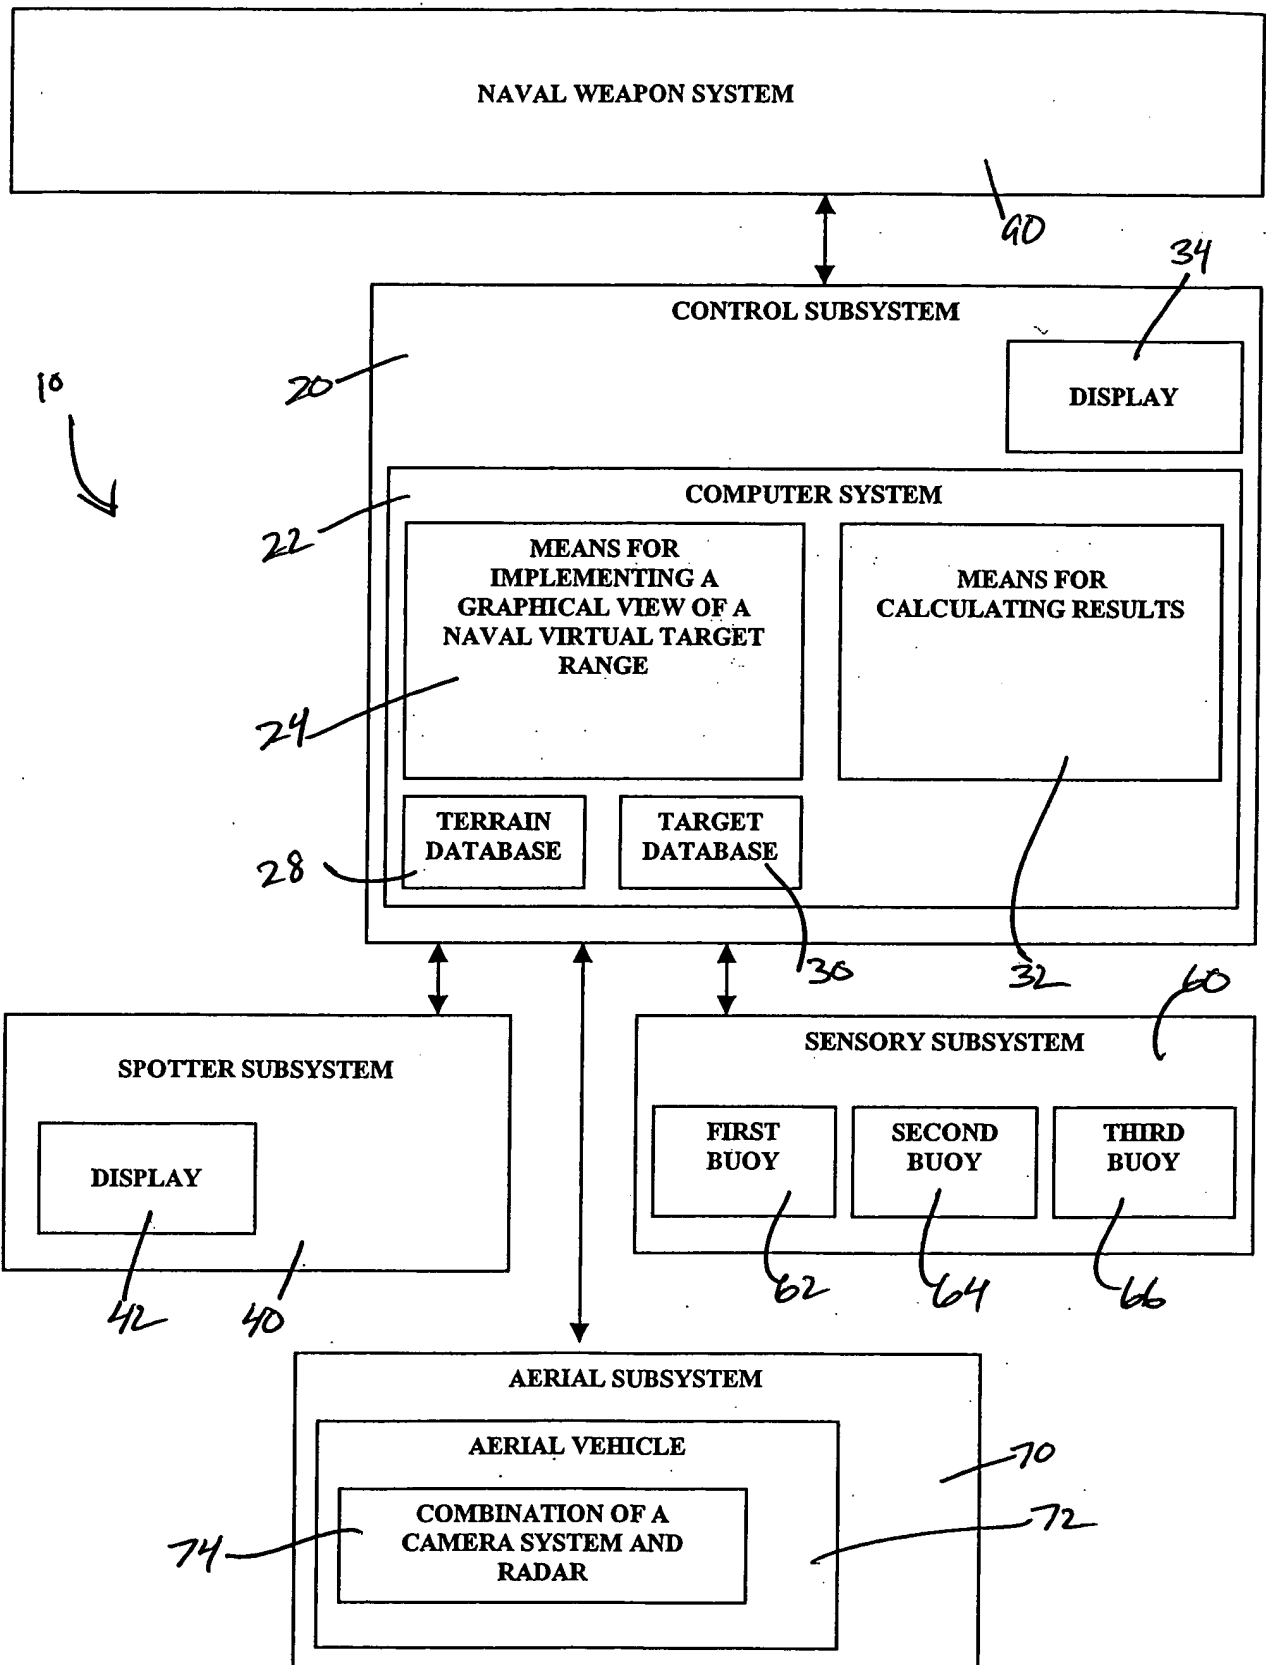 NAVAL WEAPON SYSTEM
90
34
CONTROL SUBSYSTEM
10
20
DISPLAY
COMPUTER SYSTEM
22
MEANS FOR
IMPLEMENTING A
GRAPHICAL VIEW OF A
NAVAL VIRTUAL TARGET
RANGE
MEANS FOR
CALCULATING RESULTS
24
TERRAIN
DATABASE
TARGET
DATABASE
28
30
32
60
SPOTTER SUBSYSTEM
SENSORY SUBSYSTEM
DISPLAY
FIRST
BUOY
SECOND
BUOY
THIRD
BUOY
42
40
62
64
66
AERIAL SUBSYSTEM
AERIAL VEHICLE
70
COMBINATION OF A
CAMERA SYSTEM AND
RADAR
72
74